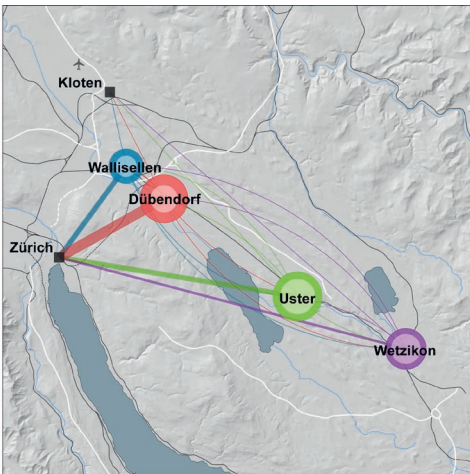 Kloten
Wallisellen
Dübendorf
Zürich
Uster
Wetzikon